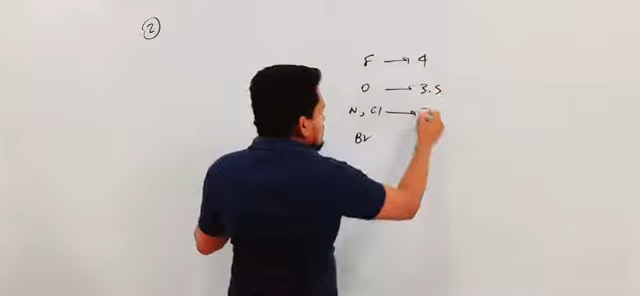 2
F → 4
O → 3.5
N, Cl →
Br